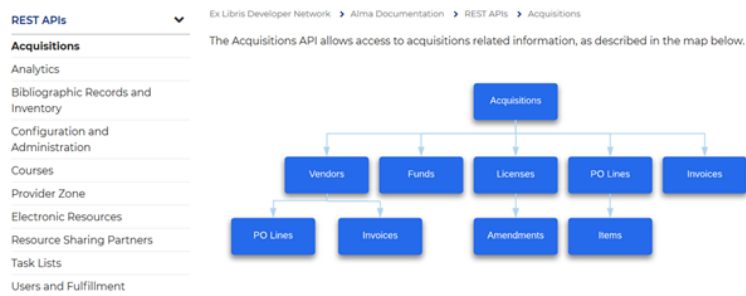 REST APIs
Acquisitions
Analytics
Bibliographic Records and
Inventory
Configuration and
Administration
Courses
Provider Zone
Electronic Resources
Resource Sharing Partners
Task Lists
Users and Fulfillment
Ex Libris Developer Network > Alma Documentation > REST APIs > Acquisitions
The Acquisitions API allows access to acquisitions related information, as described in the map below.
Acquisitions
Vendors Funds Licenses PO Lines Invoices
PO Lines Invoices Amendments Items